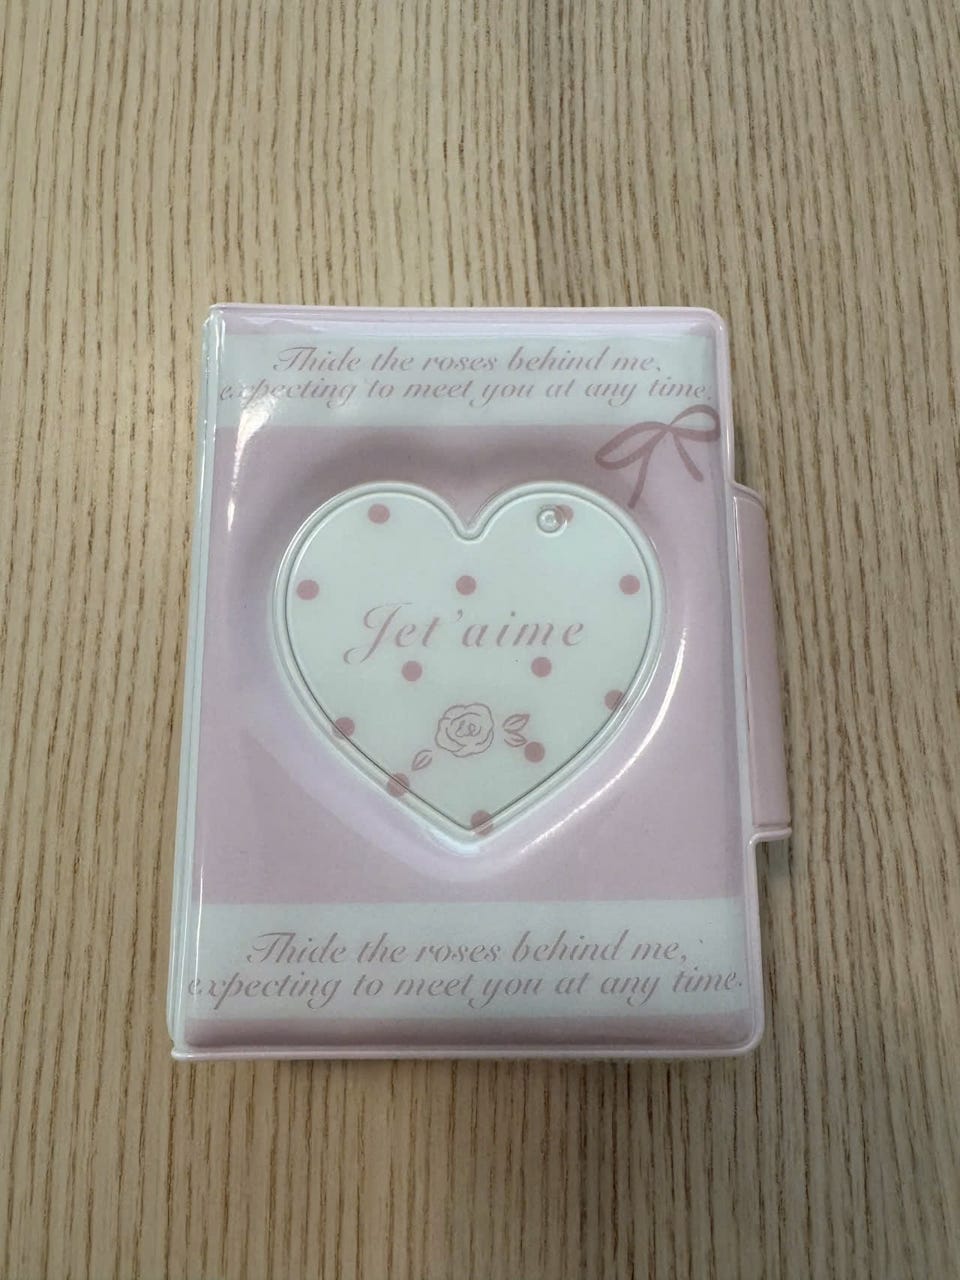 Thide the roses behind me,
expecting to meet you at any time.
Jet'aime
Thide the roses behind me,
expecting to meet you at any time.